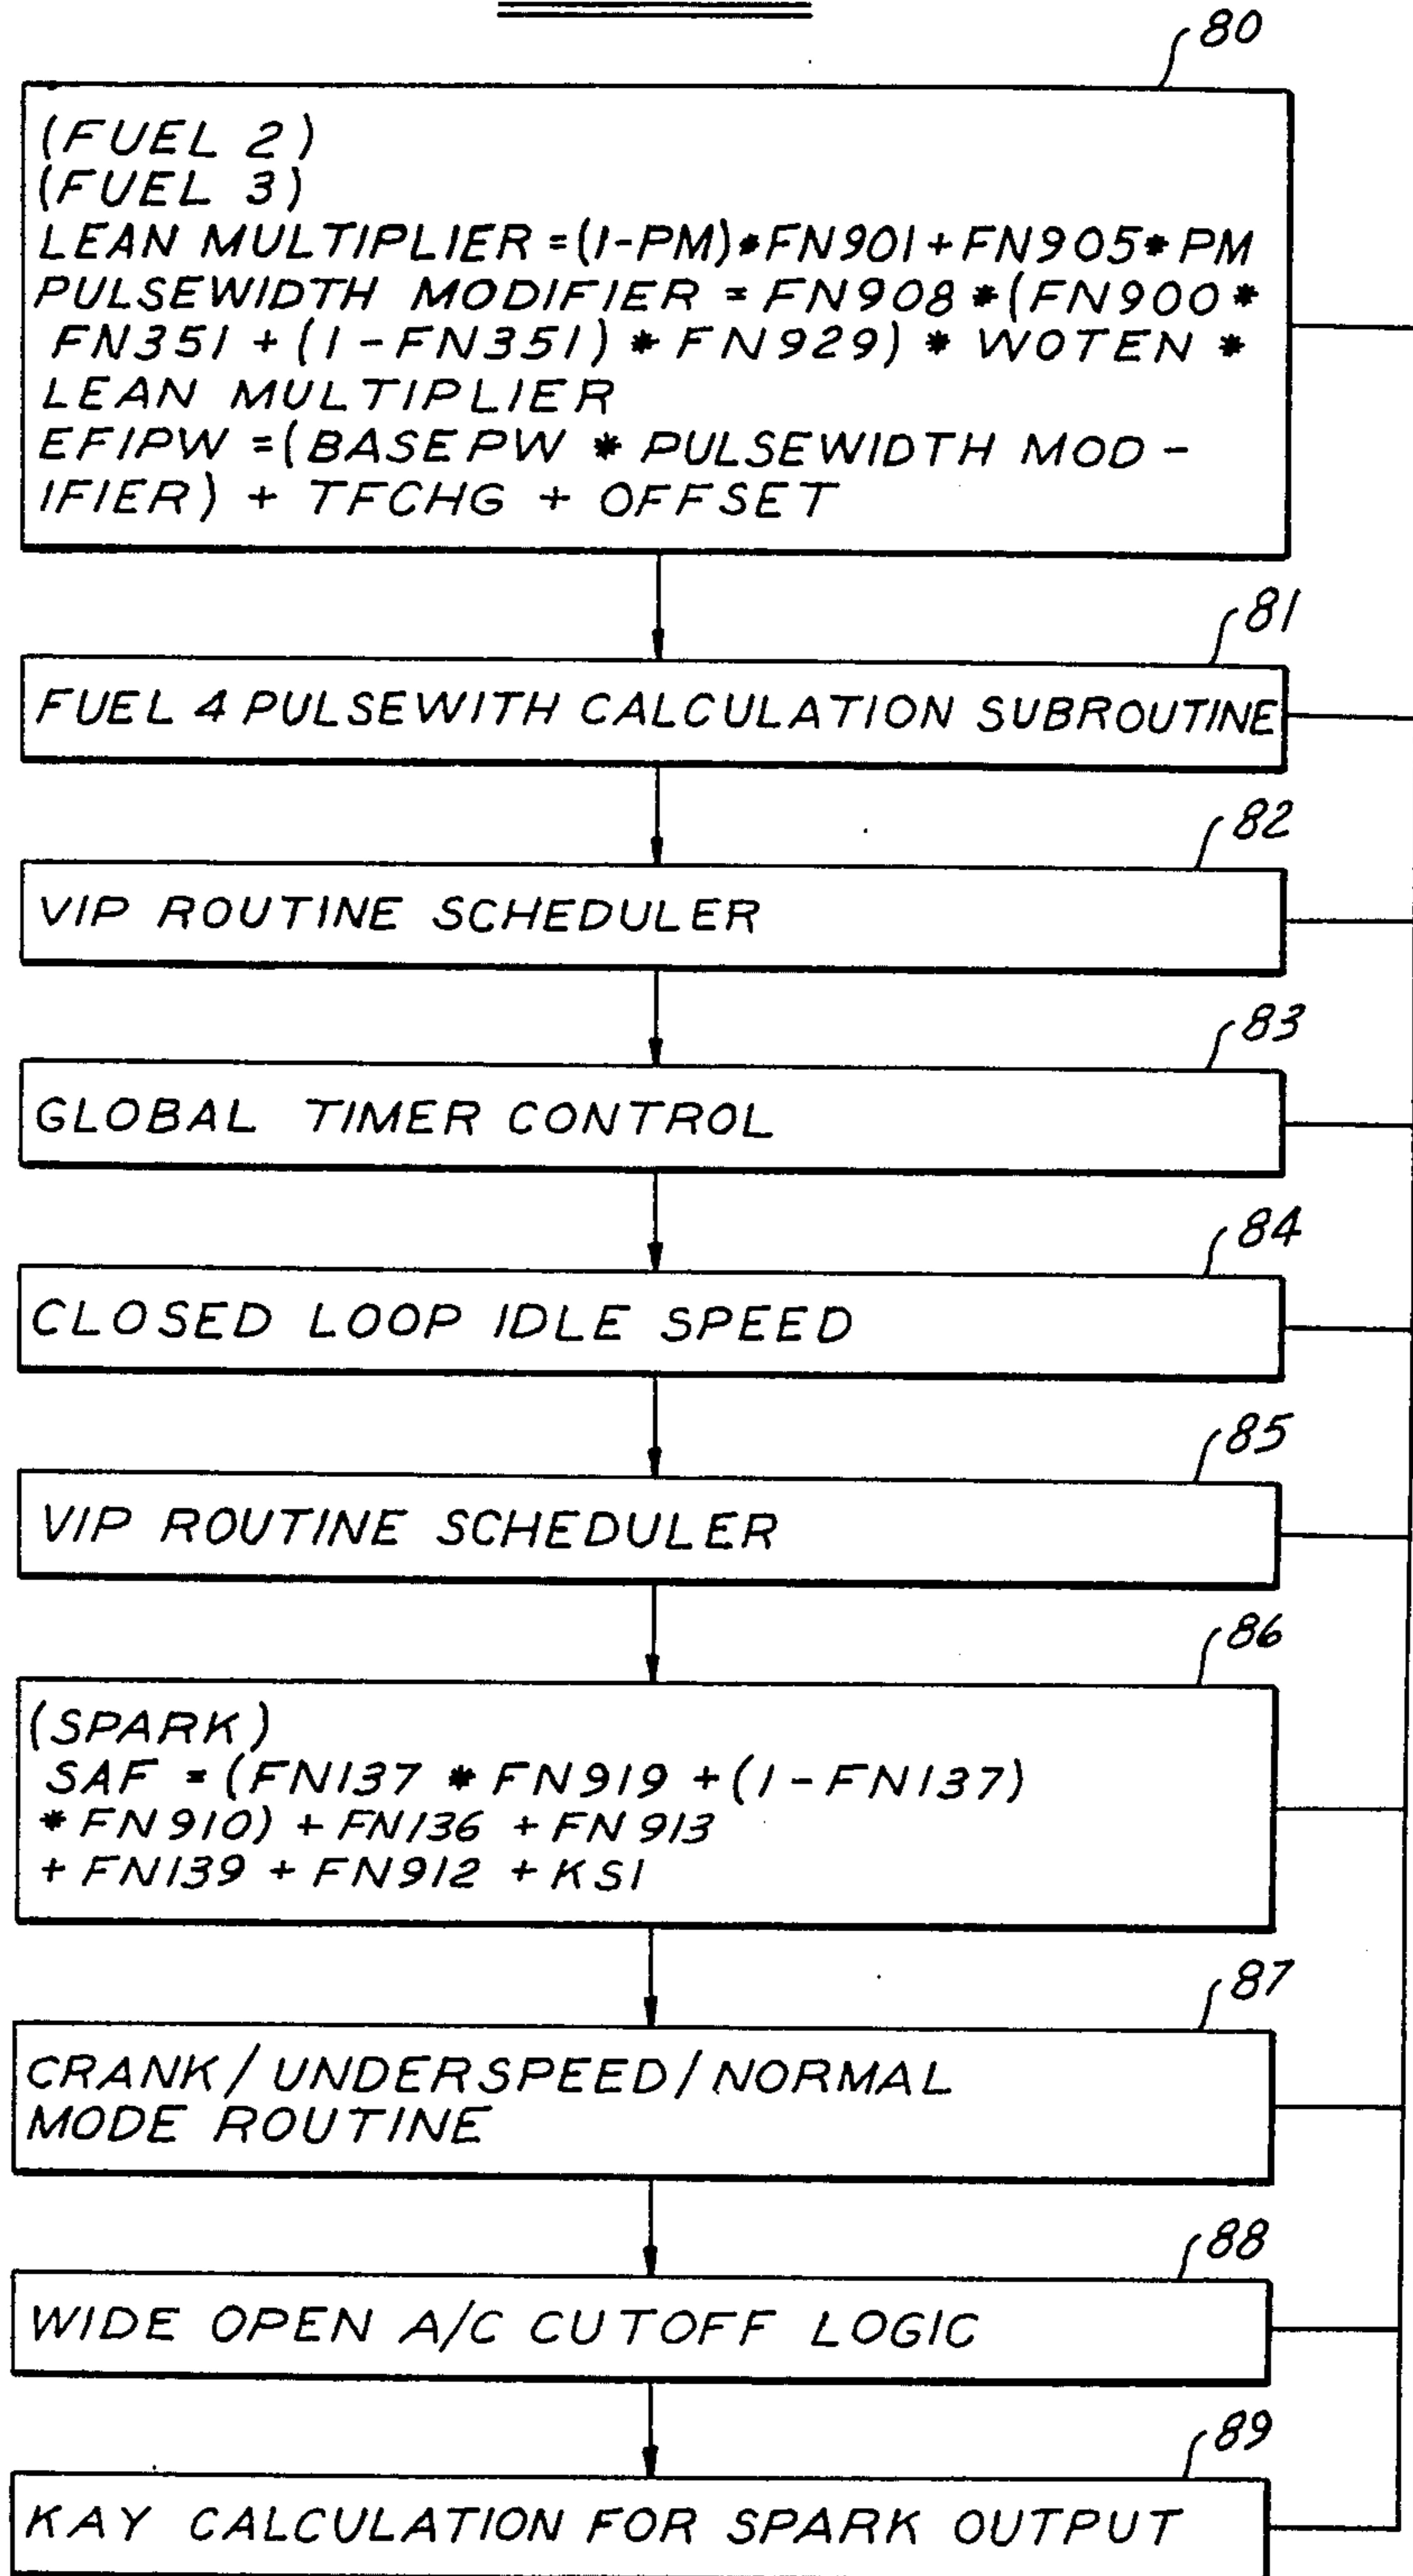 80
(FUEL 2)
(FUEL 3)
LEAN MULTIPLIER =(1-PM)*FN901+FN905*PM
PULSEWIDTH MODIFIER = FN908 *(FN900 *
FN351 + (1-FN351) * FN929) * WOTEN *
LEAN MULTIPLIER
EFIPW =(BASEPW * PULSEWIDTH MOD-
IFIER) + TFCHG + OFFSET
81
FUEL 4 PULSEWITH CALCULATION SUBROUTINE
82
VIP ROUTINE SCHEDULER
83
GLOBAL TIMER CONTROL
84
CLOSED LOOP IDLE SPEED
85
VIP ROUTINE SCHEDULER
86
(SPARK)
SAF = (FN137 * FN919 +(1-FN137)
* FN910) + FN136 + FN913
+ FN139 + FN912 + KS1
87
CRANK/UNDERSPEED/NORMAL
MODE ROUTINE
88
WIDE OPEN A/C CUTOFF LOGIC
89
KAY CALCULATION FOR SPARK OUTPUT